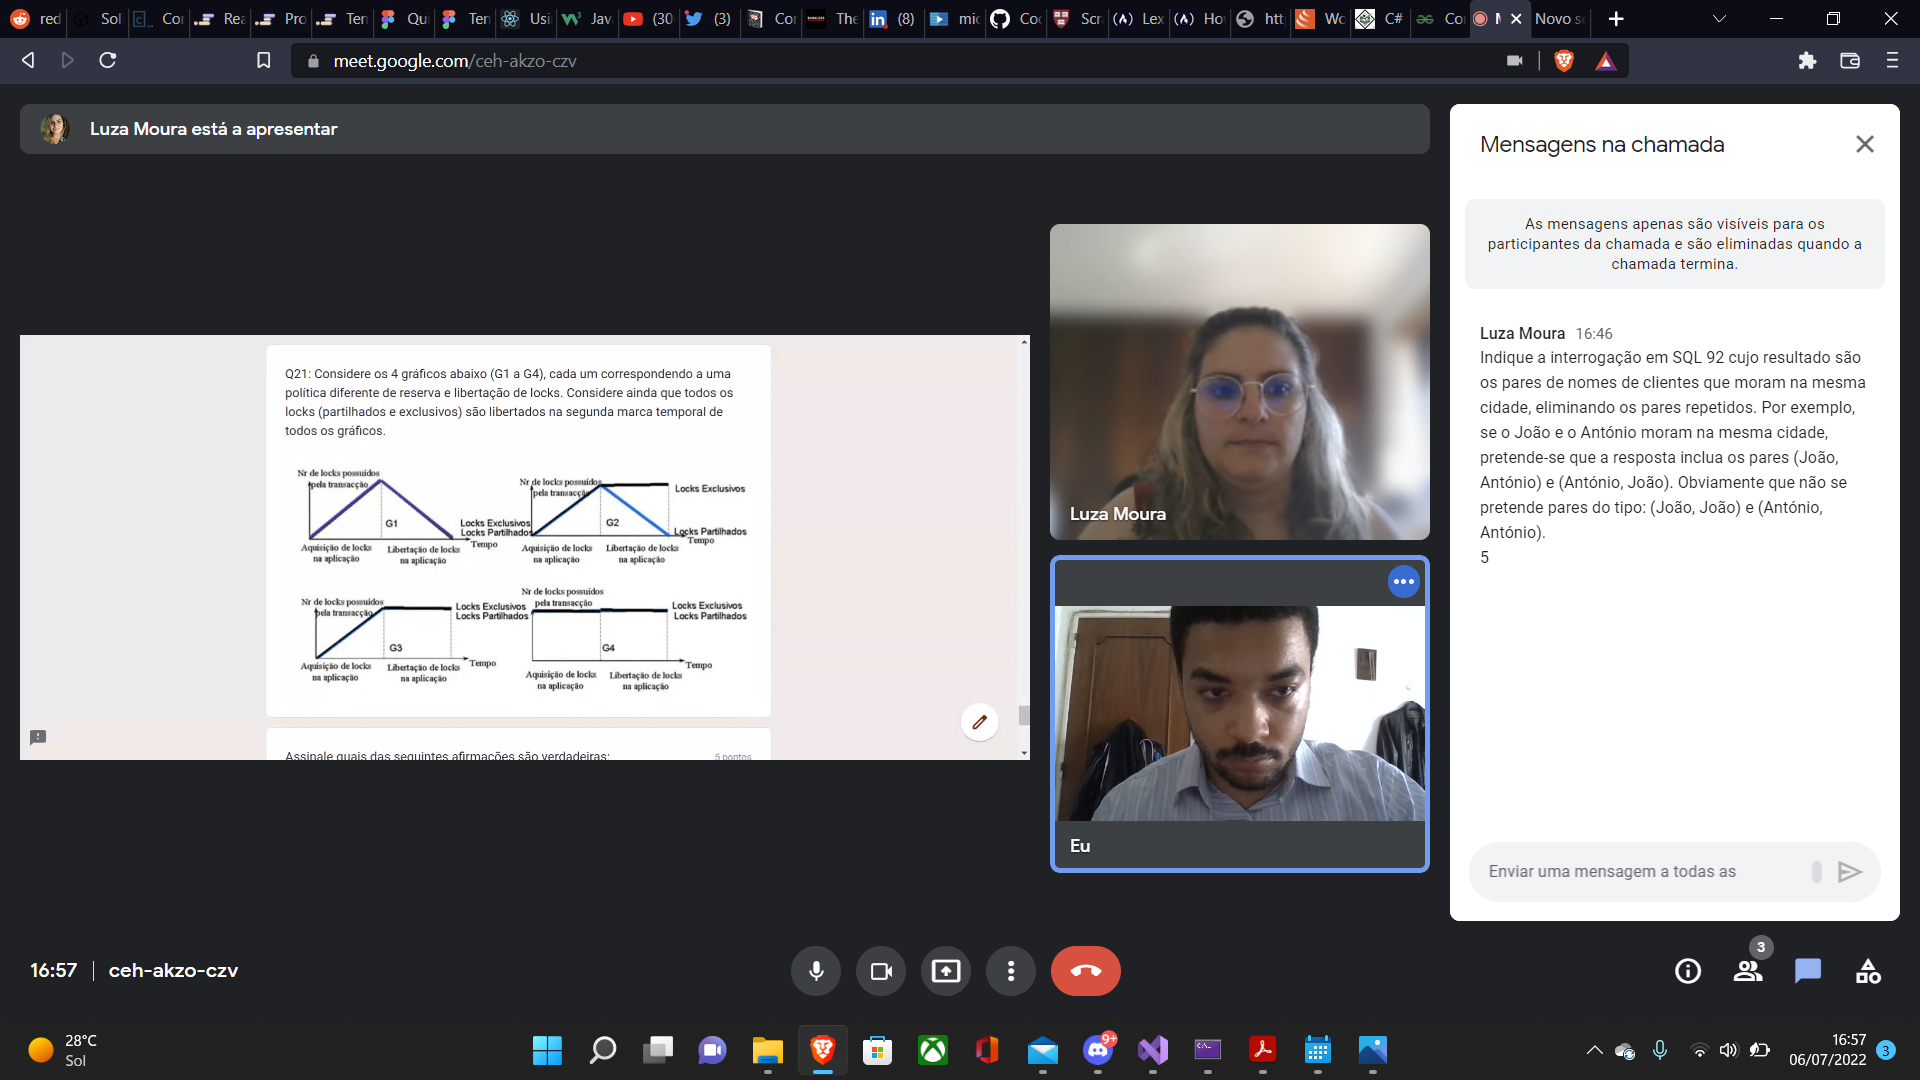 red
Sol
Cor
Rea
Pro
Ten
Qui
Ten
Usi
Jav
(30
(3)
Cor
The
(8)
mic
Coc
Scr
Lex
Hov
htt
Wo
C#
Cor
Novo se
meet.google.com/ceh-akzo-czv
Luza Moura está a apresentar
Mensagens na chamada
As mensagens apenas são visíveis para os
participantes da chamada e são eliminadas quando a
chamada termina.
Luza Moura 16:46
Indique a interrogação em SQL 92 cujo resultado são
os pares de nomes de clientes que moram na mesma
cidade, eliminando os pares repetidos. Por exemplo,
se o João e o António moram na mesma cidade,
pretende-se que a resposta inclua os pares (João,
António) e (António, João). Obviamente que não se
pretende pares do tipo: (João, João) e (António,
António).
5
Enviar uma mensagem a todas as
Q21: Considere os 4 gráficos abaixo (G1 a G4), cada um correspondendo a uma
política diferente de reserva e libertação de locks. Considere ainda que todos os
locks (partilhados e exclusivos) são libertados na segunda marca temporal de
todos os gráficos.
Nr de locks possuídos
pela transacção
G1
Locks Exclusivos
Locks Partilhados
Tempo
Aquisição de locks
na aplicação
Libertação de locks
na aplicação
Nr de locks possuídos
pela transacção
Locks Exclusivos
G2
Locks Partilhados
Tempo
Aquisição de locks
na aplicação
Libertação de locks
na aplicação
Nr de locks possuídos
pela transacção
Locks Exclusivos
Locks Partilhados
G3
Tempo
Aquisição de locks
na aplicação
Libertação de locks
na aplicação
Nr de locks possuídos
pela transacção
Locks Exclusivos
Locks Partilhados
G4
Tempo
Aquisição de locks
na aplicação
Libertação de locks
na aplicação
Assinale quais das seguintes afirmações são verdadeiras:
5 pontos
Luza Moura
Eu
16:57 | ceh-akzo-czv
3
28°C
Sol
9+
16:57
06/07/2022
3